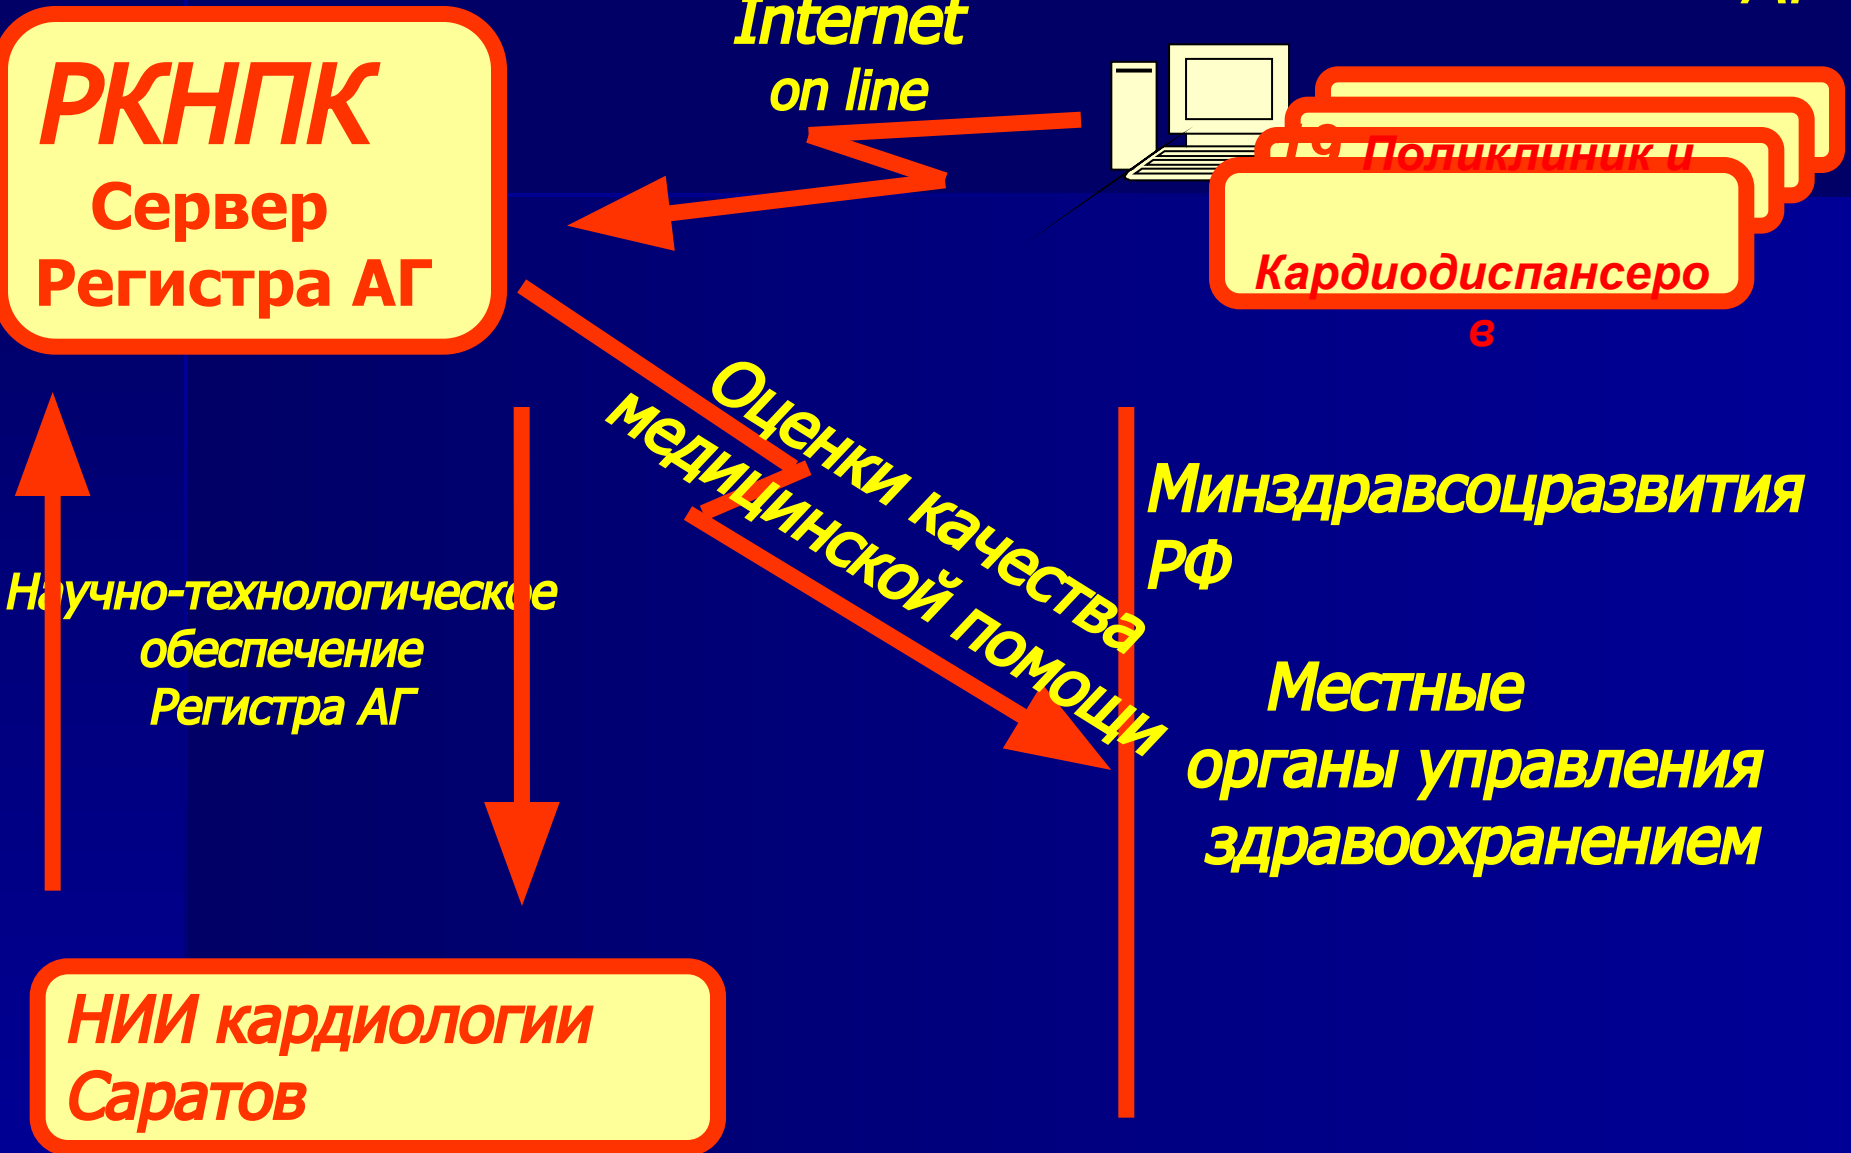 Internet
on line
РКНПК
Сервер
Регистра АГ
Поликлиник и
Кардиодиспансеро
в
Оценки качества
медицинской помощи
Минздравсоцразвития
РФ
Местные
органы управления
здравоохранением
Научно-технологическое
обеспечение
Регистра АГ
НИИ кардиологии
Саратов